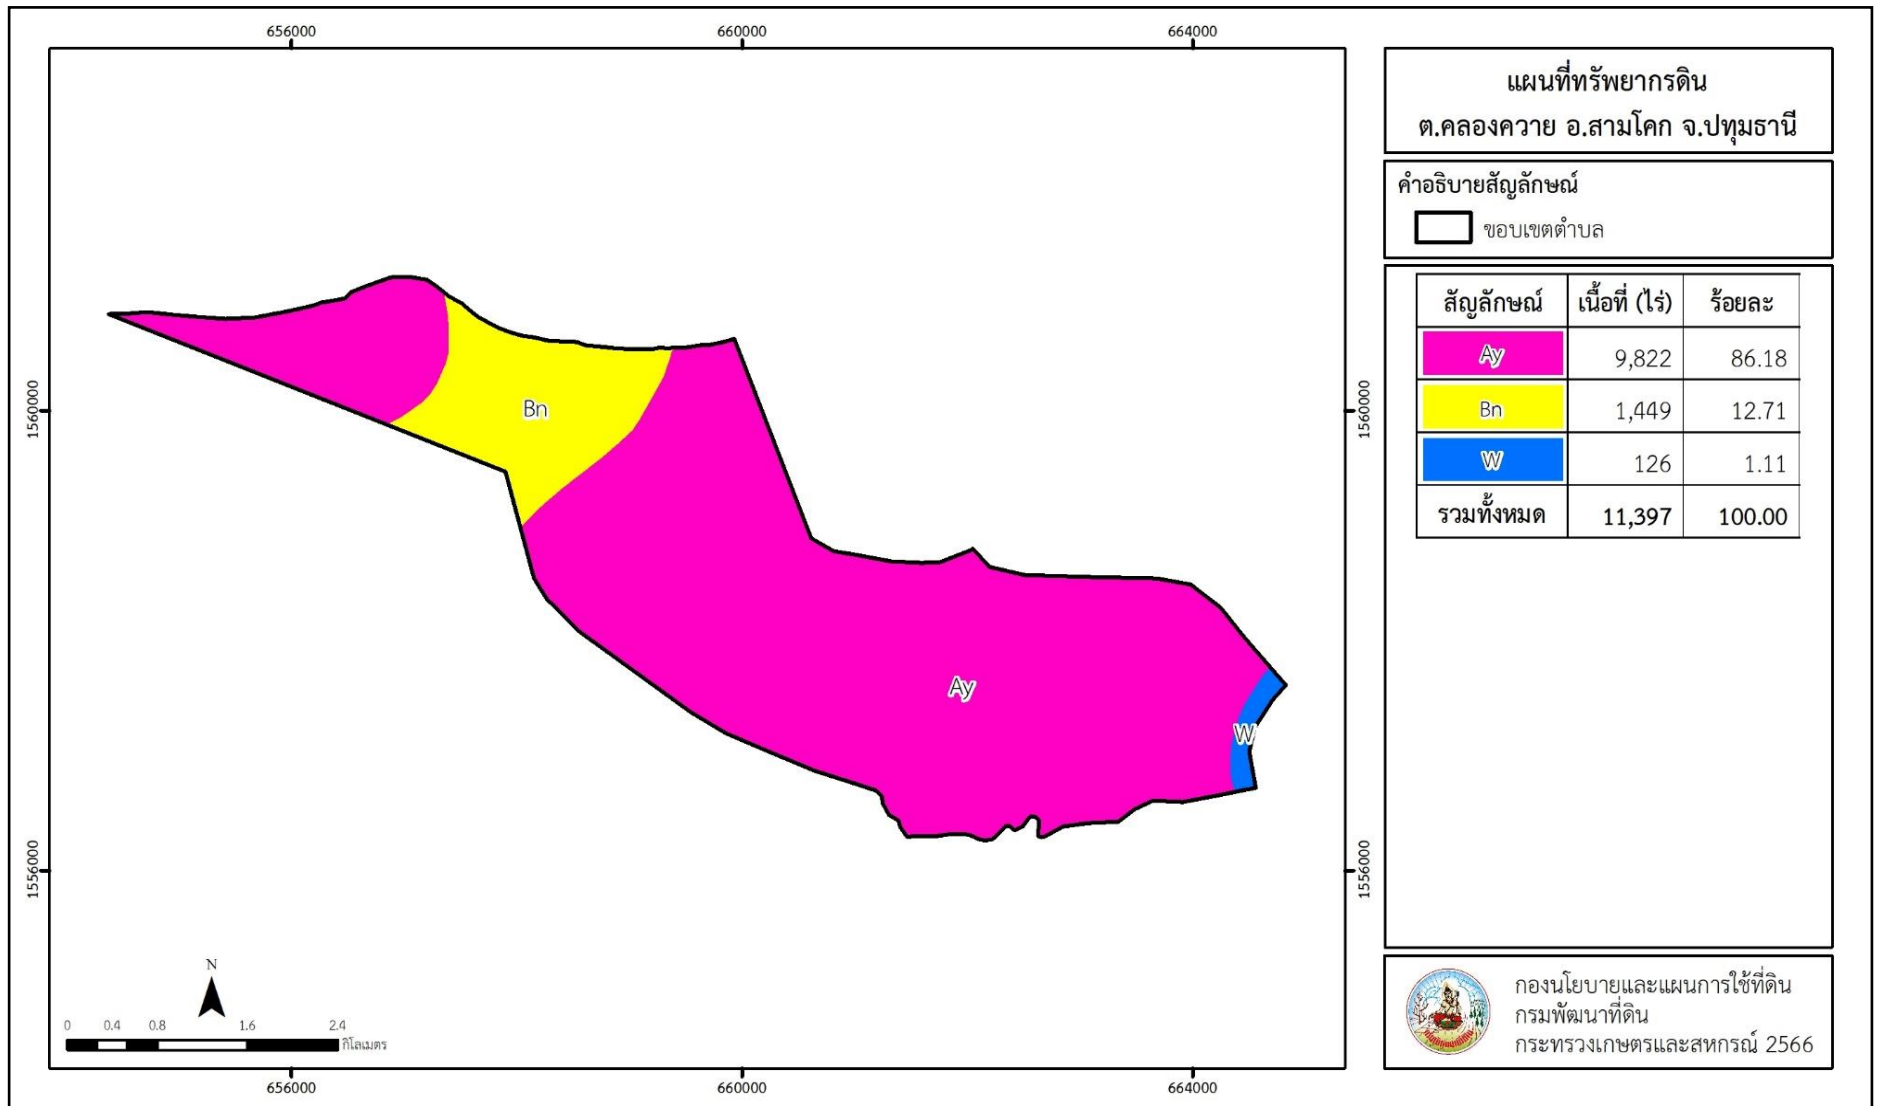 656000
660000
664000
แผนที่ทรัพยากรดิน
ต.คลองควาย อ.สามโคก จ.ปทุมธานี
คำอธิบายสัญลักษณ์
ขอบเขตตำบล
สัญลักษณ์ เนื้อที่ (ไร่) ร้อยละ
Ay 9,822 86.18
Bn 1,449 12.71
W 126 1.11
รวมทั้งหมด 11,397 100.00
1560000
1560000
Bn
Ay
W
1556000
1556000
N
0 0.4 0.8 1.6 2.4
กิโลเมตร
656000
660000
664000
กองนโยบายและแผนการใช้ที่ดิน
กรมพัฒนาที่ดิน
กระทรวงเกษตรและสหกรณ์ 2566